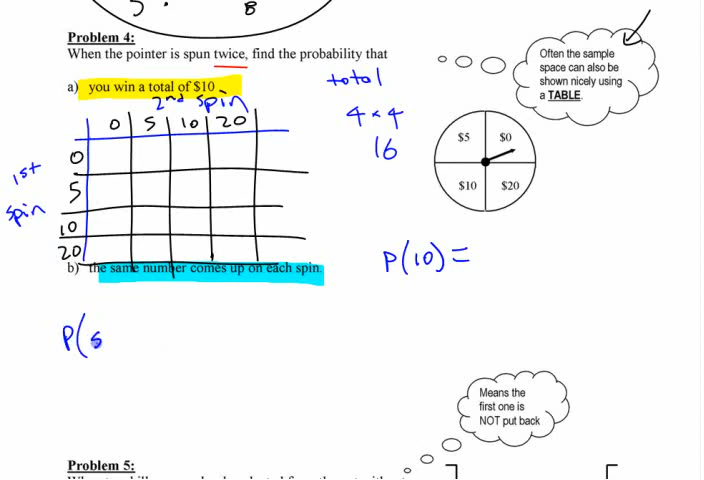 B
Problem 4:
When the pointer is spun twice, find the probability that
a) you win a total of $10
2nd spin
0 5 10 20
0
5
10
20
1st
spin
total
4 × 4
16
Often the sample
space can also be
shown nicely using
a TABLE.
$5 $0
$10 $20
b) the same number comes up on each spin.
P(10) =
P(s
Means the
first one is
NOT put back
Problem 5: